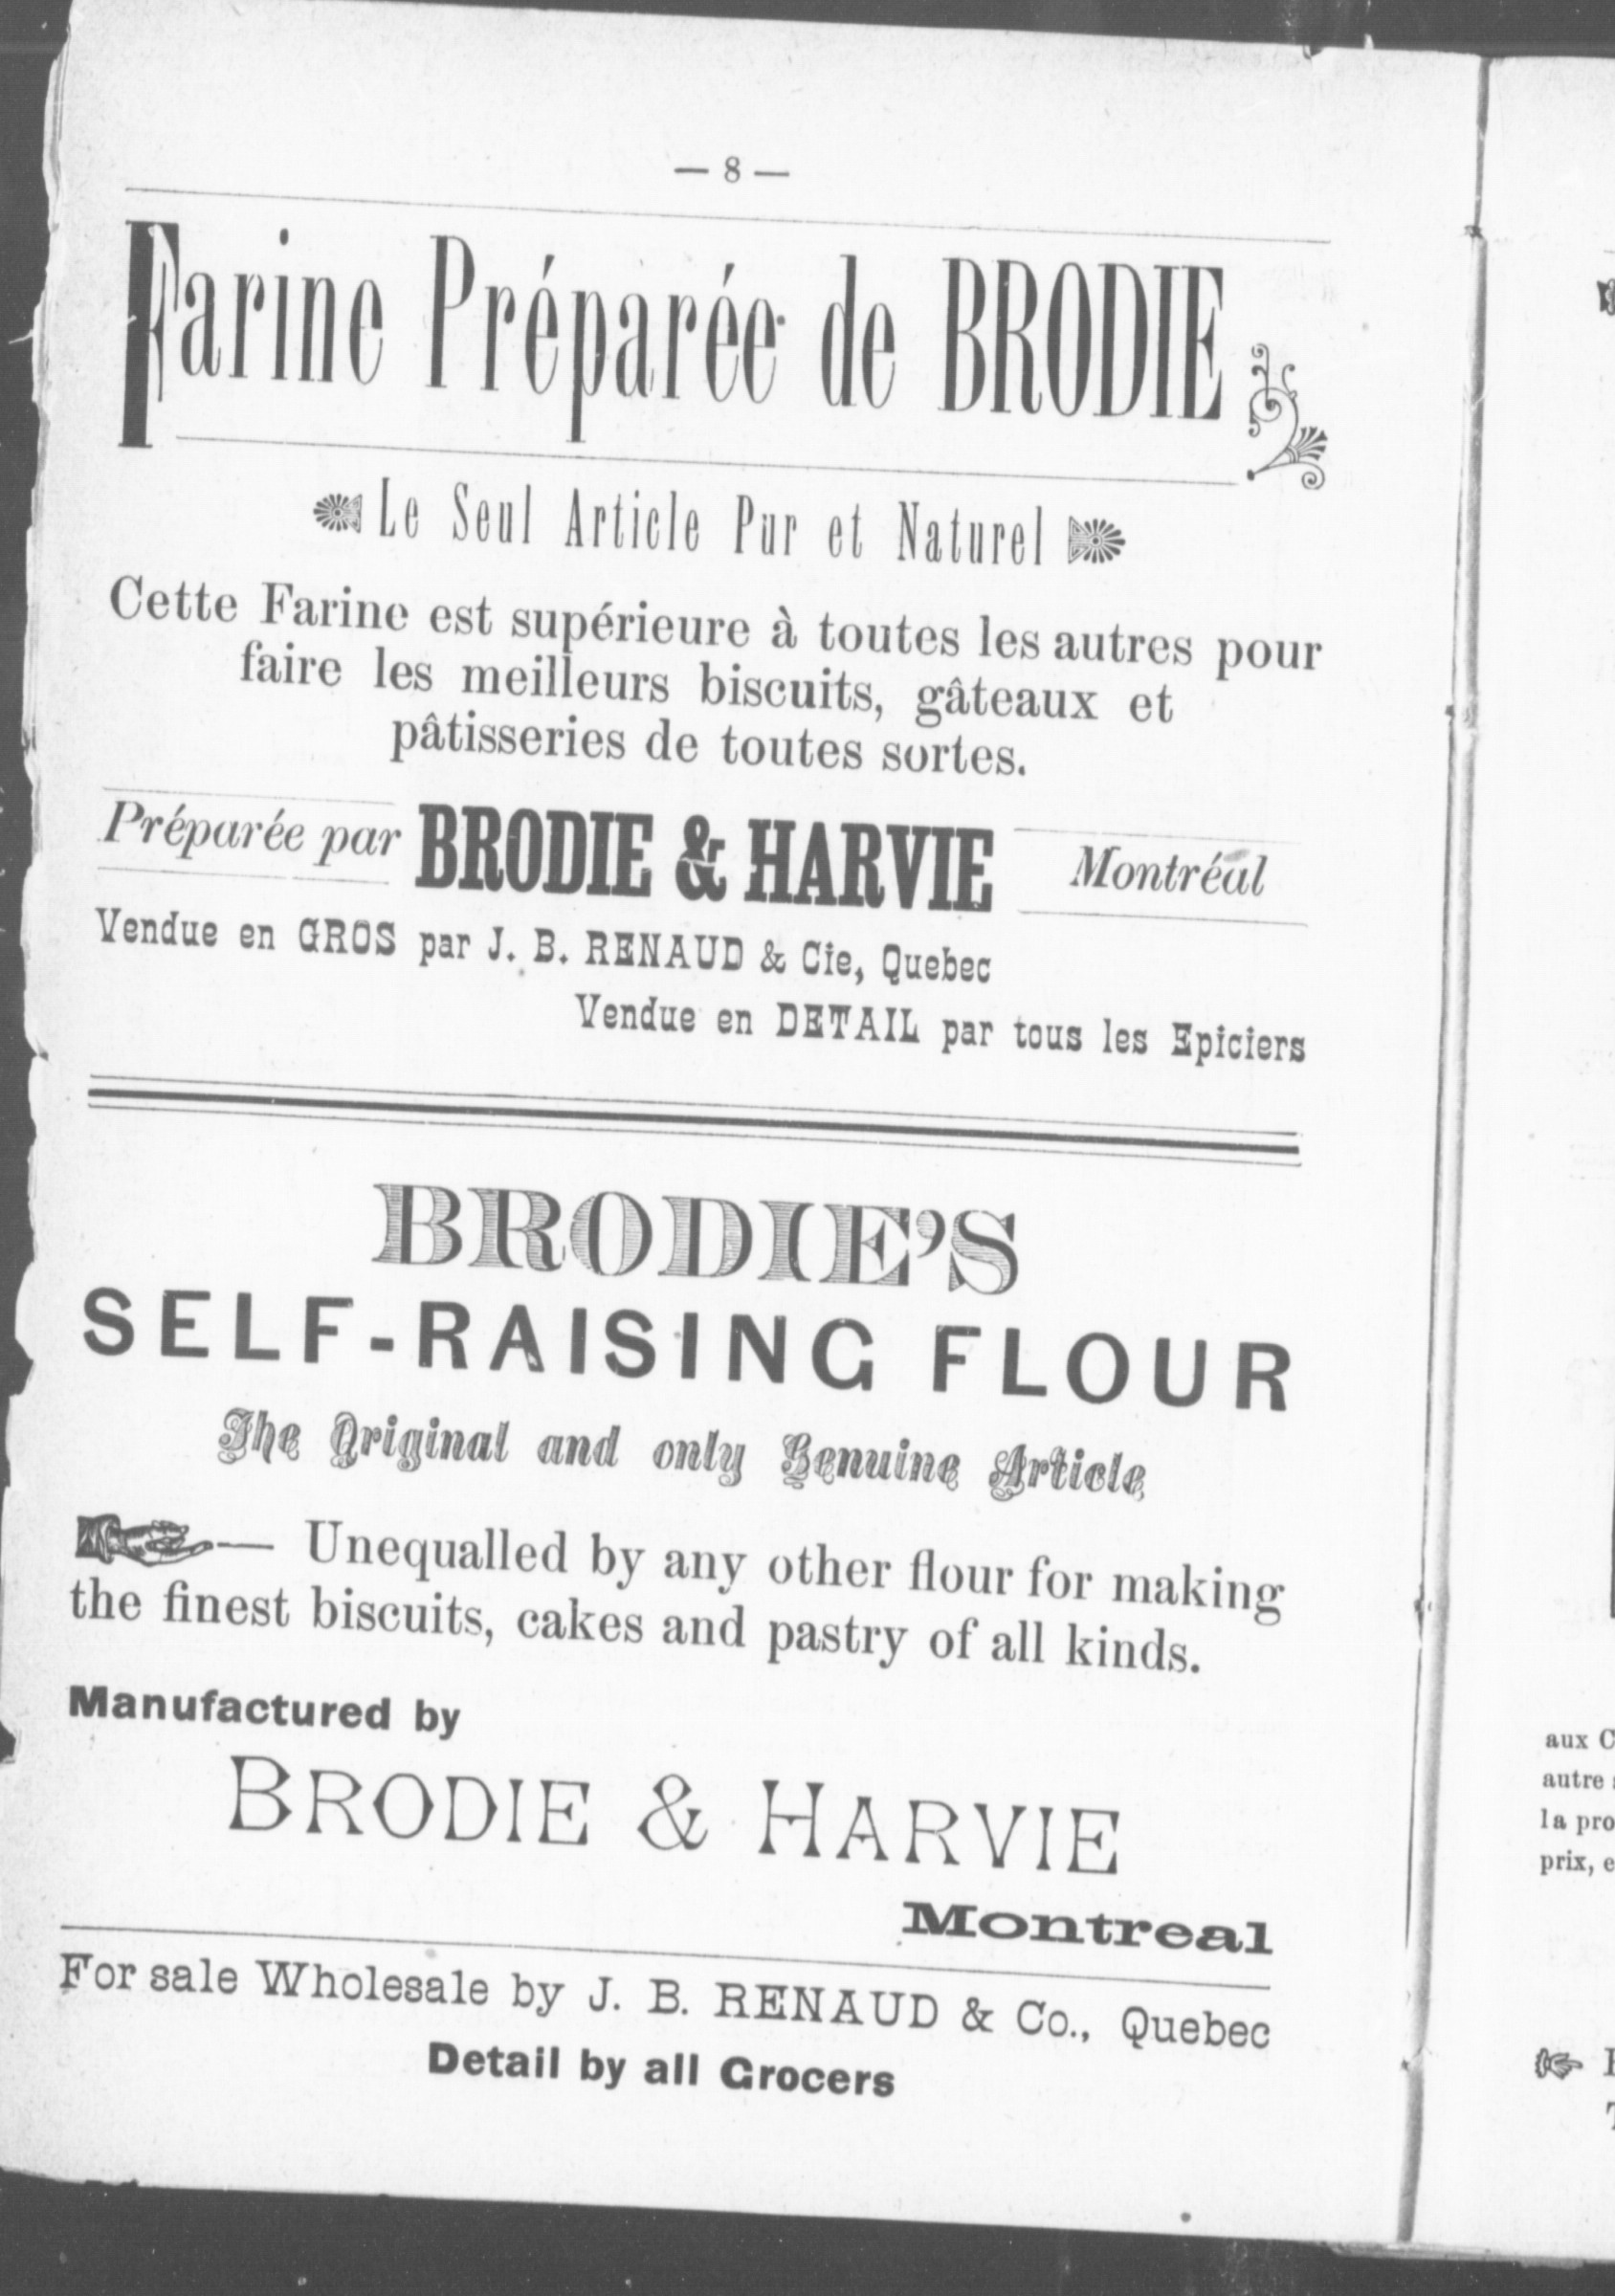 — 8 —
Farine Préparée de BRODIE
Le Seul Article Pur et Naturel
Cette Farine est supérieure à toutes les autres pour
faire les meilleurs biscuits, gâteaux et
pâtisseries de toutes sortes.
Préparée par BRODIE & HARVIE Montréal
Vendue en GROS par J. B. RENAUD & Cie, Quebec
Vendue en DETAIL par tous les Epiciers
BRODIE'S
SELF-RAISING FLOUR
The Original and only Genuine Article
— Unequalled by any other flour for making
the finest biscuits, cakes and pastry of all kinds.
Manufactured by
BRODIE & HARVIE
Montreal
For sale Wholesale by J. B. RENAUD & Co., Quebec
Detail by all Grocers
aux
autre
la
prix,